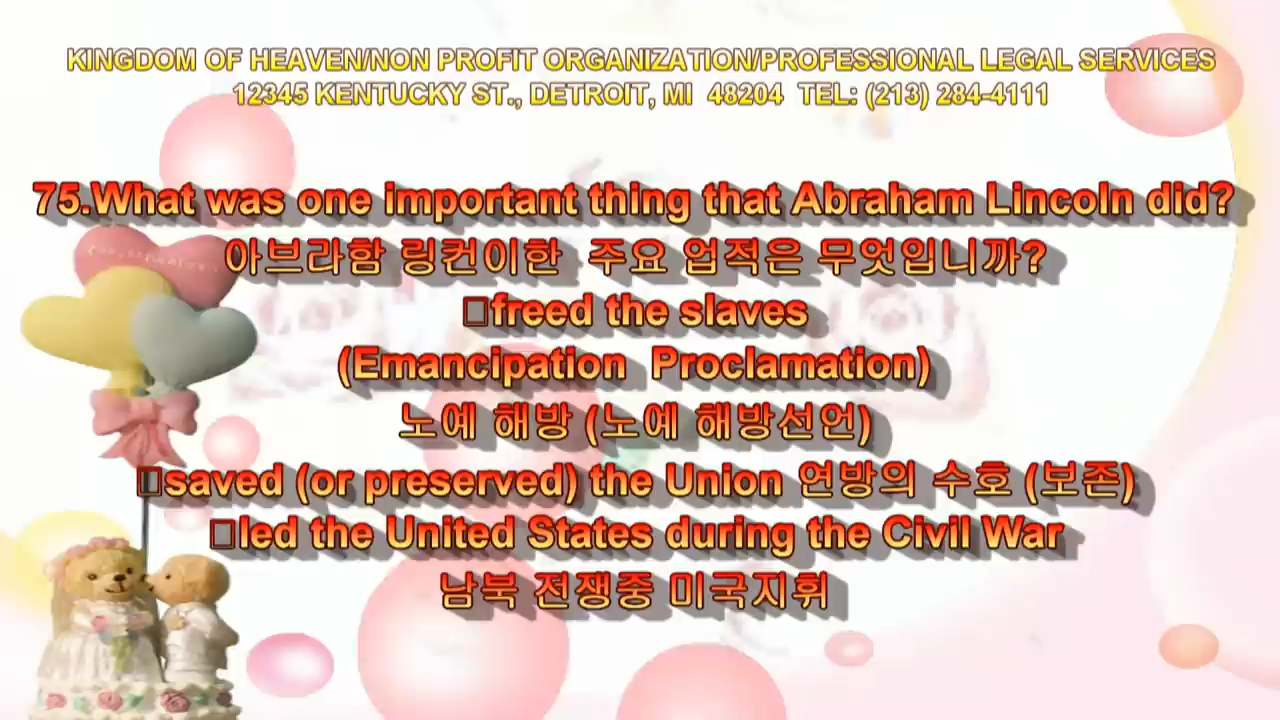 KINGDOM OF HEAVEN/NON PROFIT ORGANIZATION/PROFESSIONAL LEGAL SERVICES
12345 KENTUCKY ST., DETROIT, MI 48204 TEL: (213) 284-4111
75.What was one important thing that Abraham Lincoln did?
아브라함 링컨이한 주요 업적은 무엇입니까?
□freed the slaves
(Emancipation Proclamation)
노예 해방 (노예 해방선언)
□saved (or preserved) the Union 연방의 수호 (보존)
□led the United States during the Civil War
남북 전쟁중 미국지휘